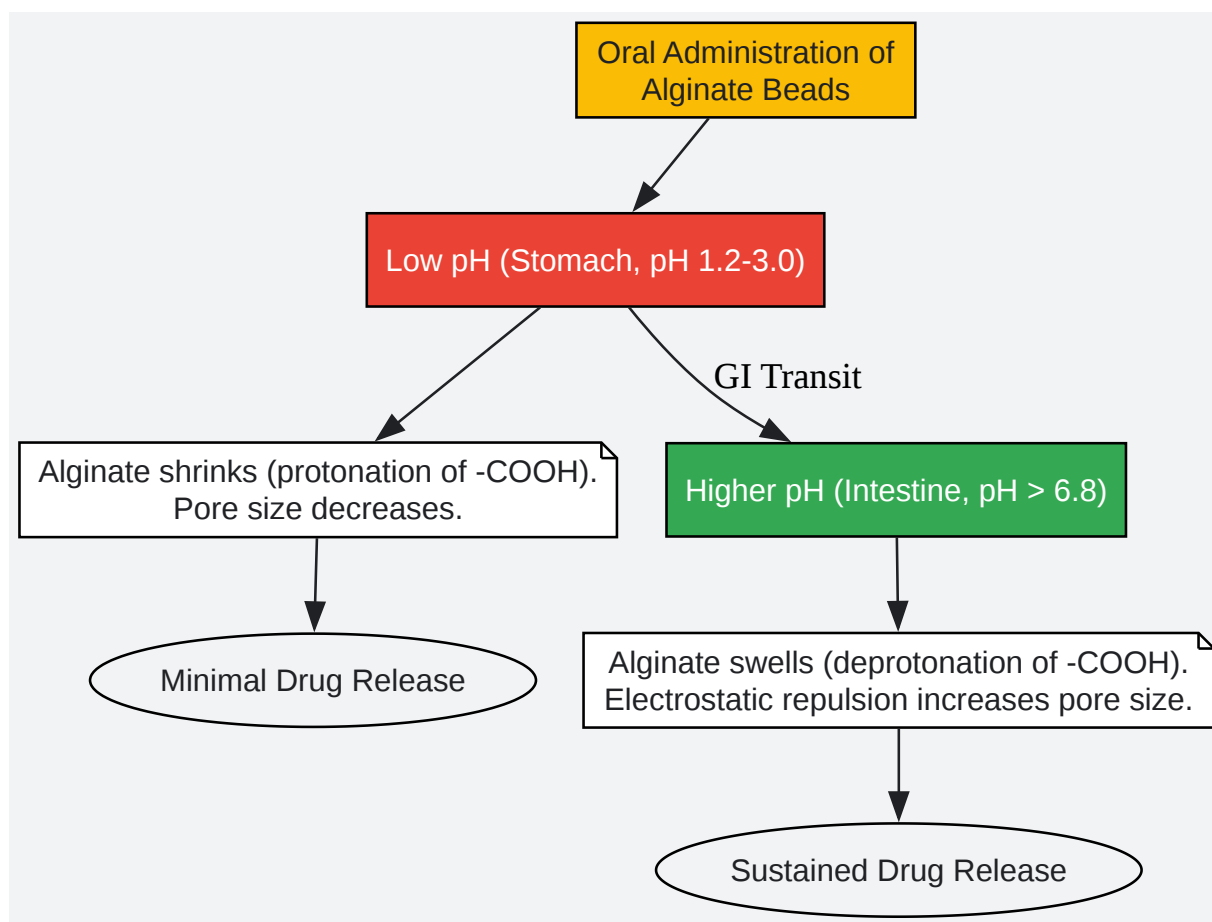 Oral Administration of
Alginate Beads
Low pH (Stomach, pH 1.2-3.0)
GI Transit
Alginate shrinks (protonation of -COOH).
Pore size decreases.
Higher pH (Intestine, pH > 6.8)
Minimal Drug Release
Alginate swells (deprotonation of -COOH).
Electrostatic repulsion increases pore size.
Sustained Drug Release